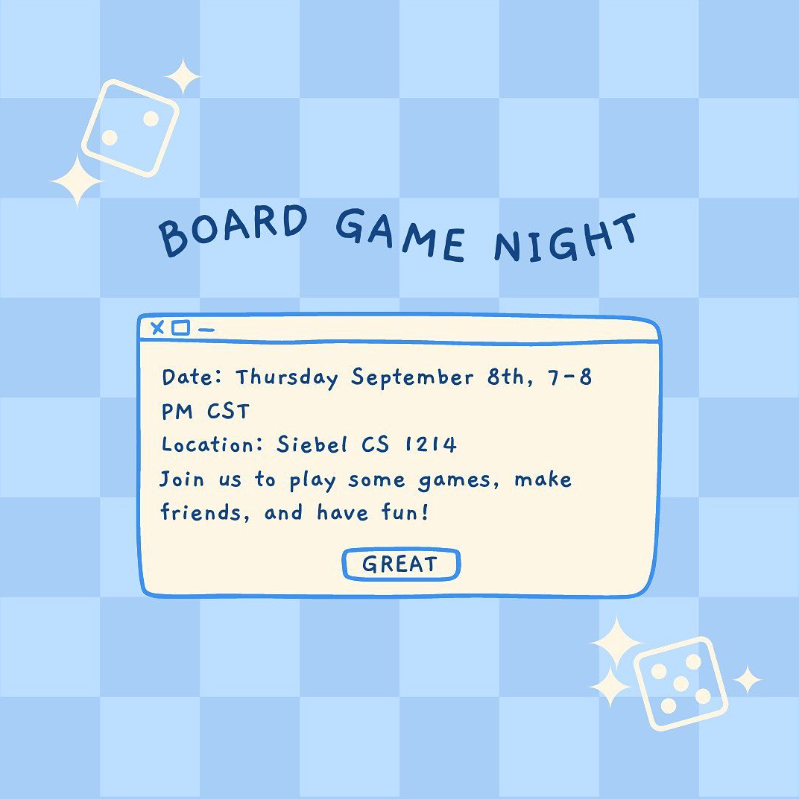 BOARD GAME NIGHT
Date: Thursday September 8th, 7-8
PM CST
Location: Siebel CS 1214
Join us to play some games, make
friends, and have fun!
GREAT